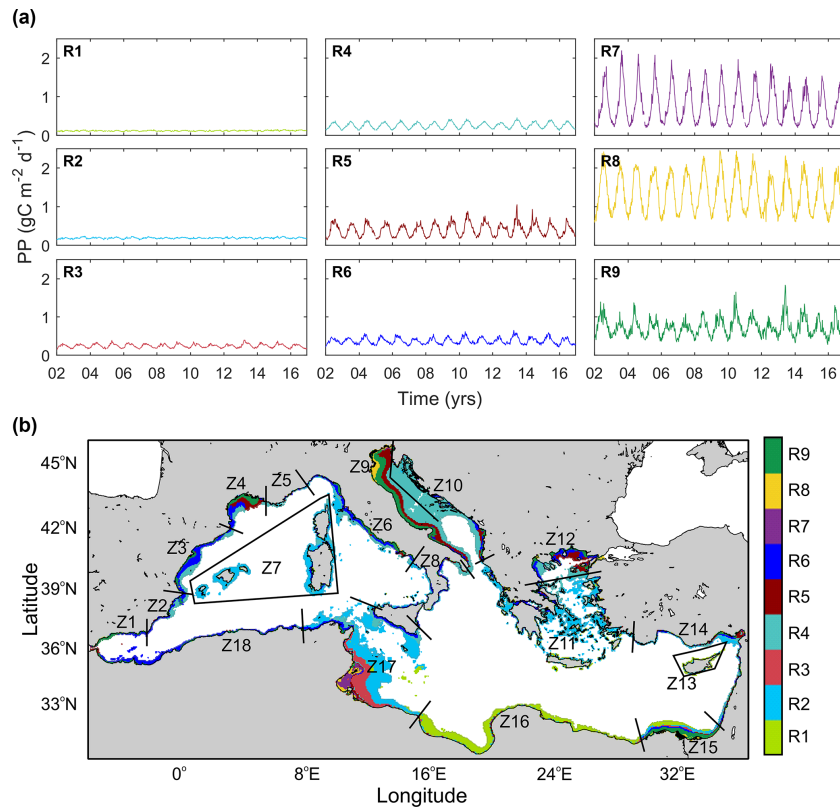 (a)
R1
R4
R7
R2
R5
R8
R3
R6
R9
PP (gC m⁻² d⁻¹)
2
1
0
2
1
0
2
1
0
02 04 06 08 10 12 14 16
02 04 06 08 10 12 14 16
02 04 06 08 10 12 14 16
Time (yrs)
(b)
45°N
42°N
39°N
36°N
33°N
Latitude
Z1
Z2
Z3
Z4
Z5
Z6
Z7
Z8
Z9
Z10
Z11
Z12
Z13
Z14
Z15
Z16
Z17
Z18
0°
8°E
16°E
24°E
32°E
Longitude
R9
R8
R7
R6
R5
R4
R3
R2
R1